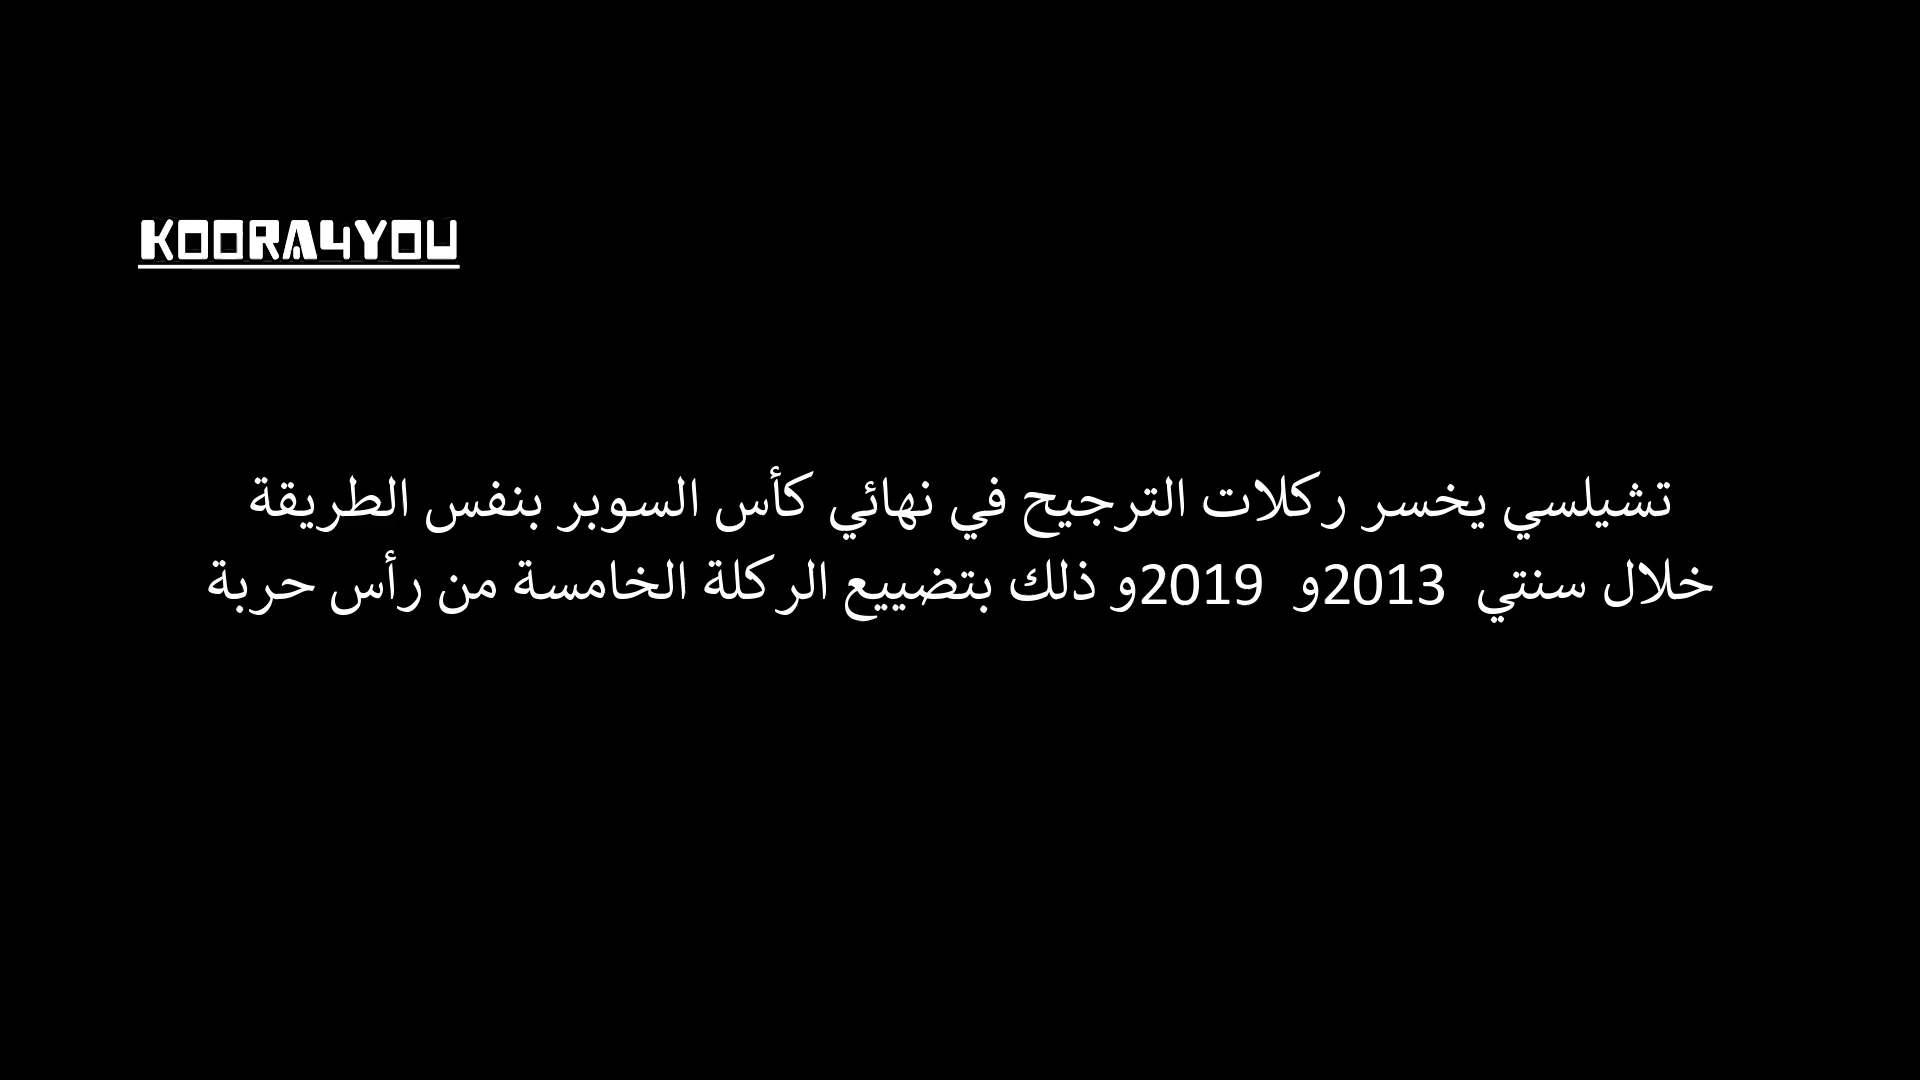 KOORA4YOU
تشيلسي يخسر ركلات الترجيح في نهائي كأس السوبر بنفس الطريقة
خلال سنتي 2013و 2019و ذلك بتضييع الركلة الخامسة من رأس حربة